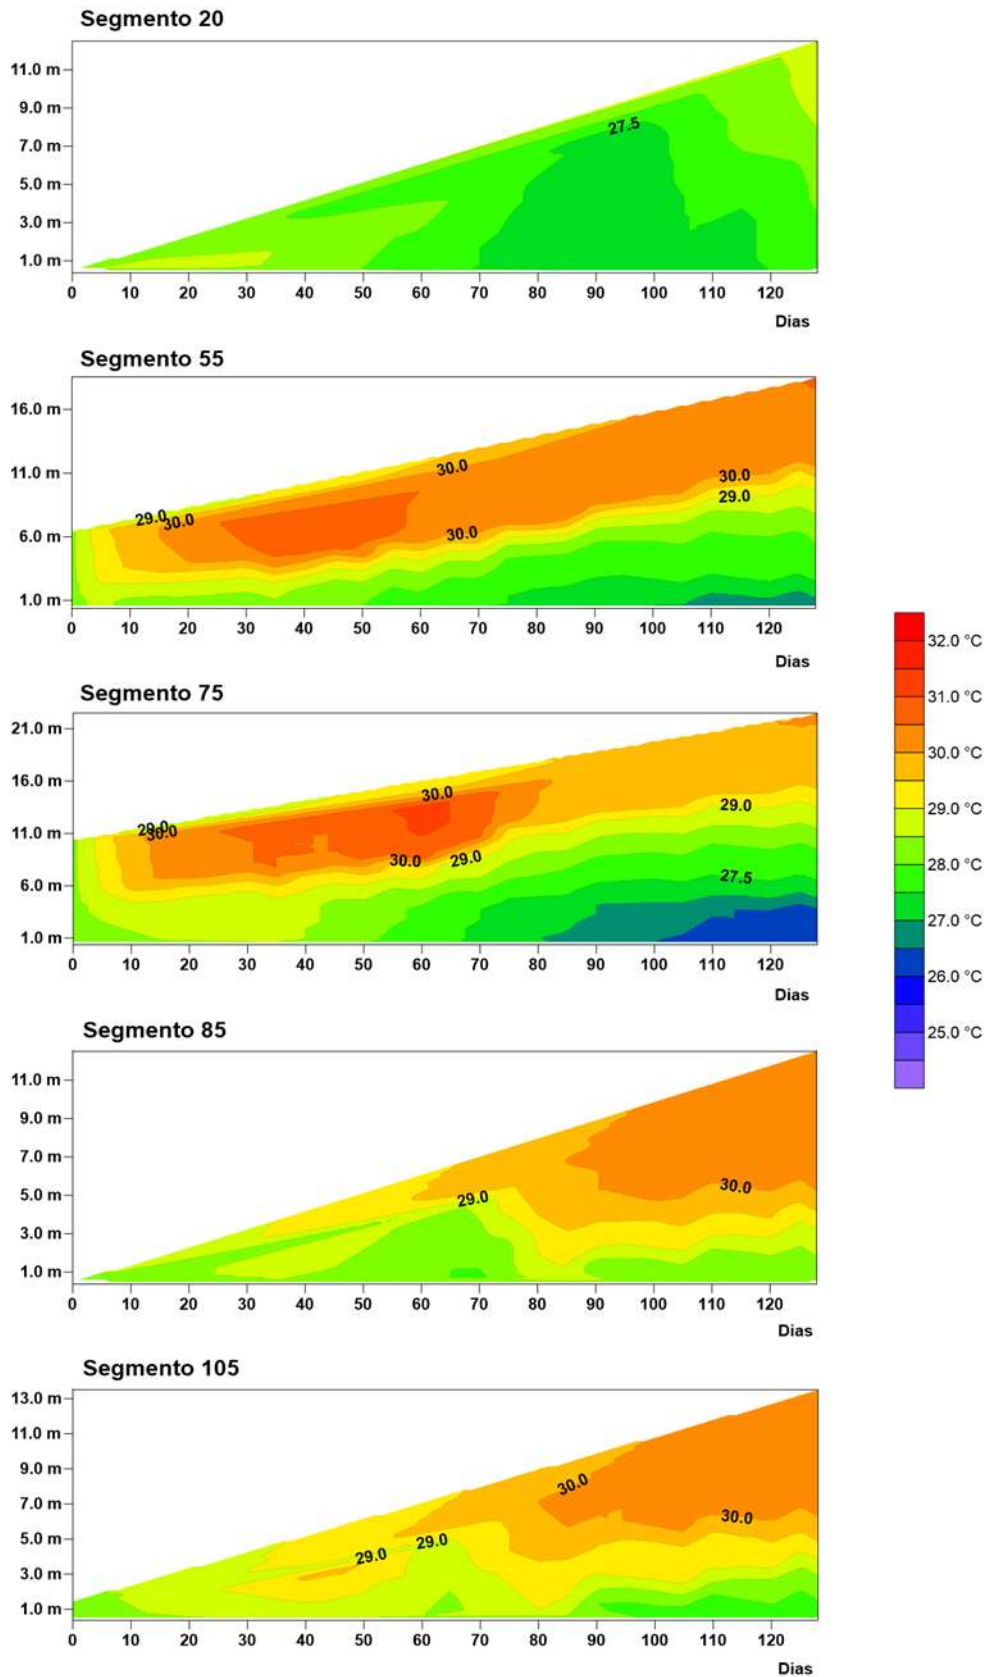 Segmento 20
11.0 m
9.0 m
7.0 m
5.0 m
3.0 m
1.0 m
27.5
0 10 20 30 40 50 60 70 80 90 100 110 120
Dias
Segmento 55
16.0 m
11.0 m
6.0 m
1.0 m
29.0 30.0 30.0 30.0 30.0 29.0
0 10 20 30 40 50 60 70 80 90 100 110 120
Dias
Segmento 75
21.0 m
16.0 m
11.0 m
6.0 m
1.0 m
29.0 30.0 30.0 30.0 29.0 29.0 27.5
0 10 20 30 40 50 60 70 80 90 100 110 120
Dias
32.0 °C
31.0 °C
30.0 °C
29.0 °C
28.0 °C
27.0 °C
26.0 °C
25.0 °C
Segmento 85
11.0 m
9.0 m
7.0 m
5.0 m
3.0 m
1.0 m
29.0 30.0
0 10 20 30 40 50 60 70 80 90 100 110 120
Dias
Segmento 105
13.0 m
11.0 m
9.0 m
7.0 m
5.0 m
3.0 m
1.0 m
29.0 29.0 30.0 30.0
0 10 20 30 40 50 60 70 80 90 100 110 120
Dias